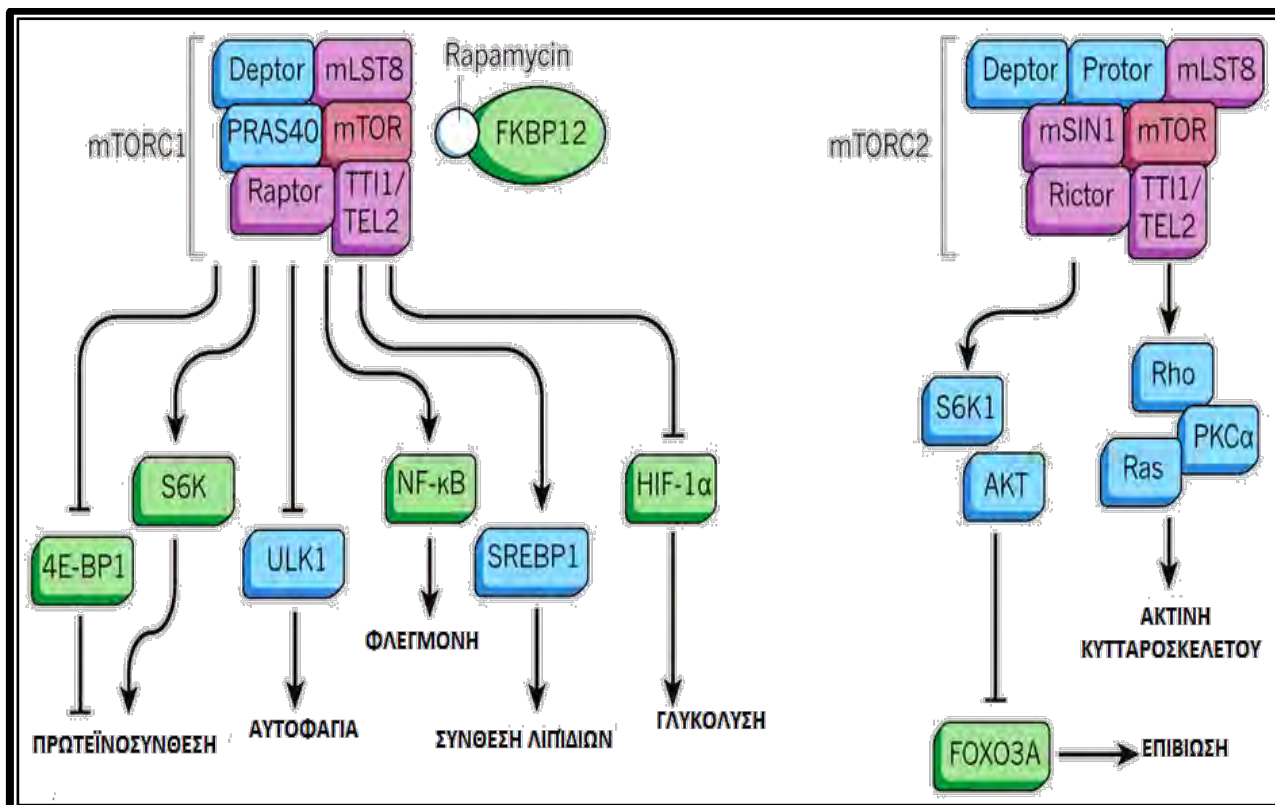 mTORC1
Deptor
mLST8
PRAS40
mTOR
Raptor
TTI1/
TEL2
Rapamycin
FKBP12
4E-BP1
S6K
ULK1
NF-κB
SREBP1
HIF-1α
ΠΡΩΤΕΪΝΟΣΥΝΘΕΣΗ
ΑΥΤΟΦΑΓΙΑ
ΦΛΕΓΜΟΝΗ
ΣΥΝΘΕΣΗ ΛΙΠΙΔΙΩΝ
ΓΛΥΚΟΛΥΣΗ
mTORC2
Deptor
Protor
mLST8
mSIN1
mTOR
Rictor
TTI1/
TEL2
S6K1
AKT
Rho
PKCα
Ras
ΑΚΤΙΝΗ
ΚΥΤΤΑΡΟΣΚΕΛΕΤΟΥ
FOXO3A
ΕΠΙΒΙΩΣΗ